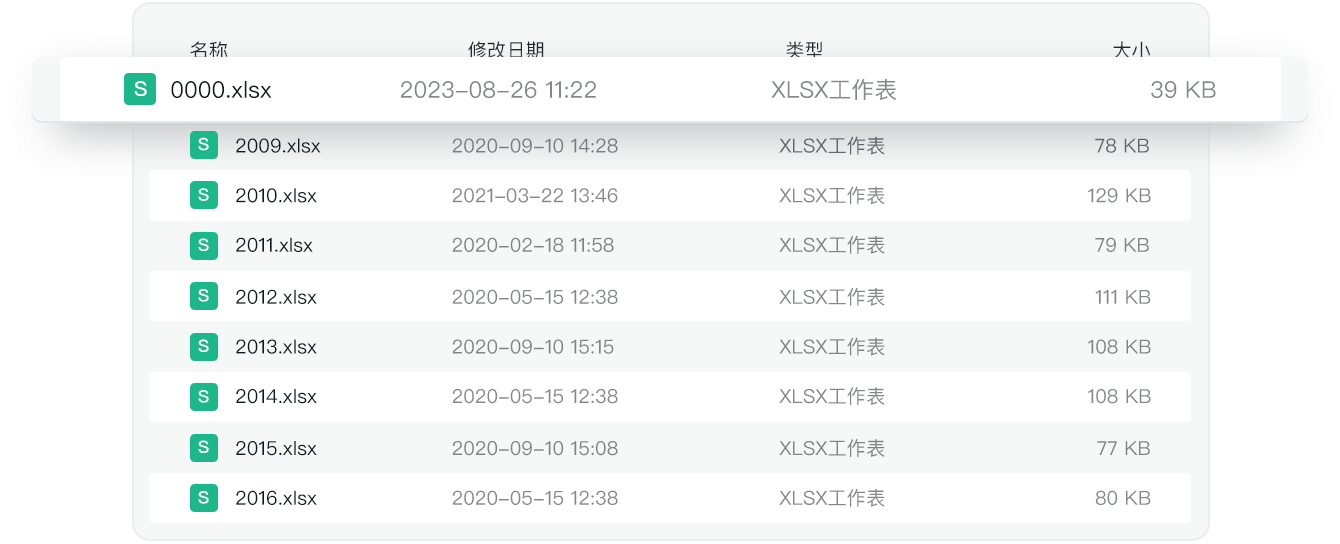 名称 修改日期 类型 大小
S 0000.xlsx 2023-08-26 11:22 XLSX工作表 39 KB
S 2009.xlsx 2020-09-10 14:28 XLSX工作表 78 KB
S 2010.xlsx 2021-03-22 13:46 XLSX工作表 129 KB
S 2011.xlsx 2020-02-18 11:58 XLSX工作表 79 KB
S 2012.xlsx 2020-05-15 12:38 XLSX工作表 111 KB
S 2013.xlsx 2020-09-10 15:15 XLSX工作表 108 KB
S 2014.xlsx 2020-05-15 12:38 XLSX工作表 108 KB
S 2015.xlsx 2020-09-10 15:08 XLSX工作表 77 KB
S 2016.xlsx 2020-05-15 12:38 XLSX工作表 80 KB